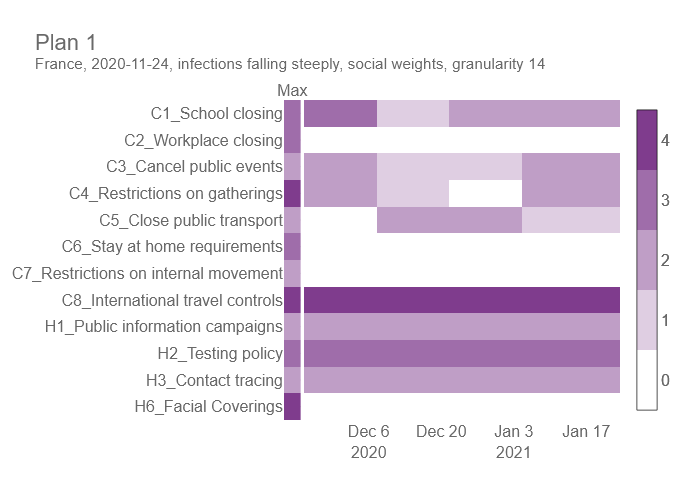 Plan 1
France, 2020-11-24, infections falling steeply, social weights, granularity 14
Max
C1_School closing
C2_Workplace closing
C3_Cancel public events
C4_Restrictions on gatherings
C5_Close public transport
C6_Stay at home requirements
C7_Restrictions on internal movement
C8_International travel controls
H1_Public information campaigns
H2_Testing policy
H3_Contact tracing
H6_Facial Coverings
4
3
2
1
0
Dec 6 Dec 20 Jan 3 Jan 17
2020 2021